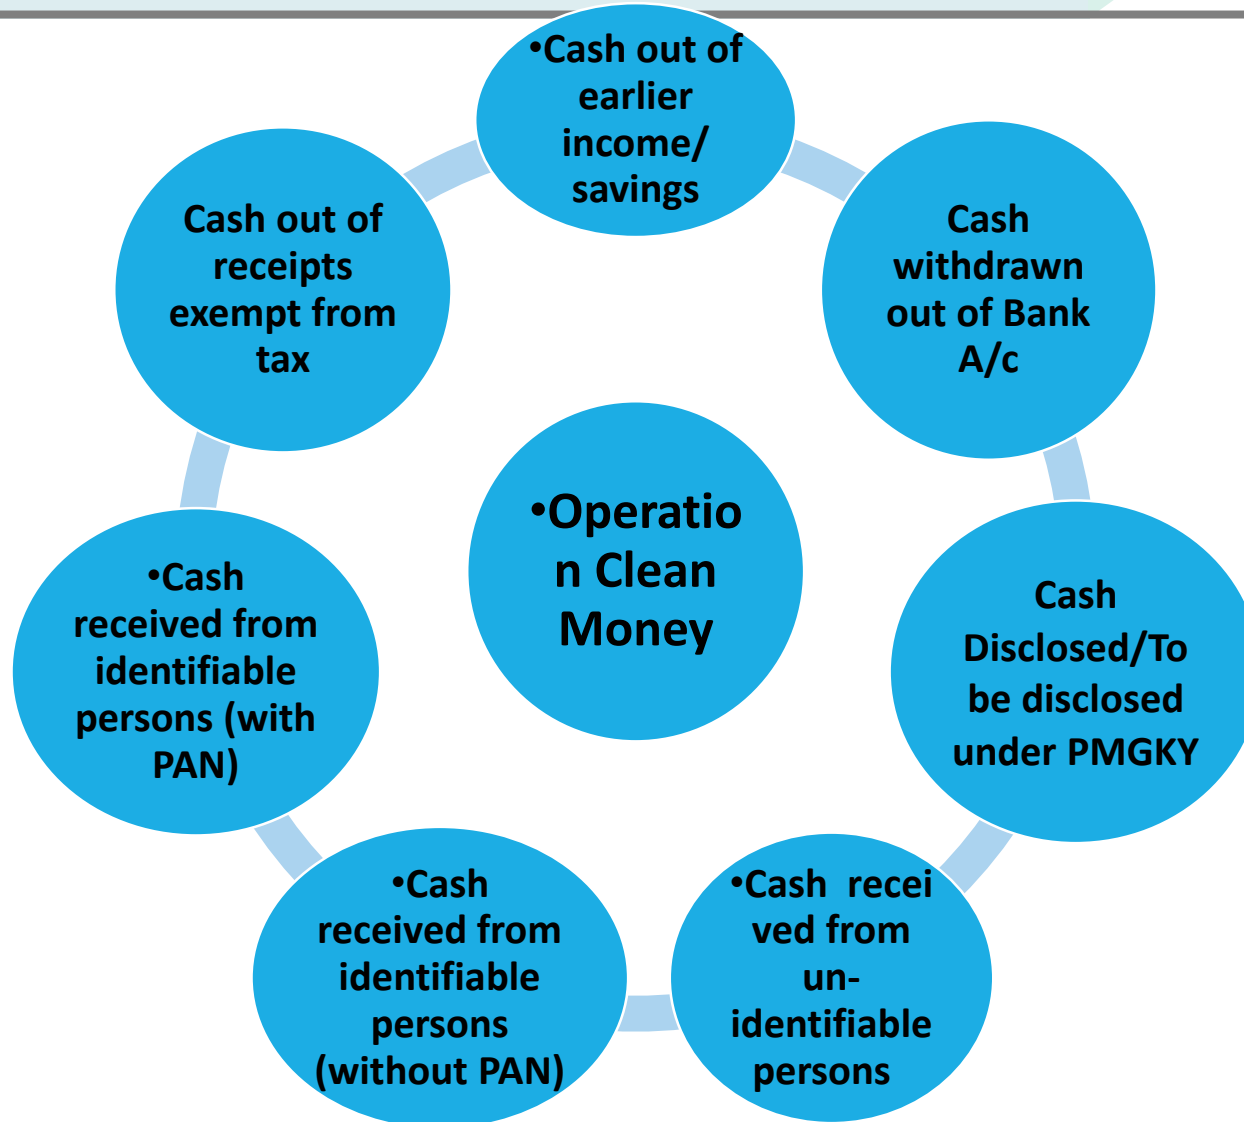 •Cash out of
earlier
income/
savings
Cash
withdrawn
out of Bank
A/c
Cash
Disclosed/To
be disclosed
under PMGKY
•Cash  recei
ved from
un-
identifiable
persons
•Cash
received from
identifiable
persons
(without PAN)
•Cash
received from
identifiable
persons (with
PAN)
Cash out of
receipts
exempt from
tax
•Operatio
n Clean
Money